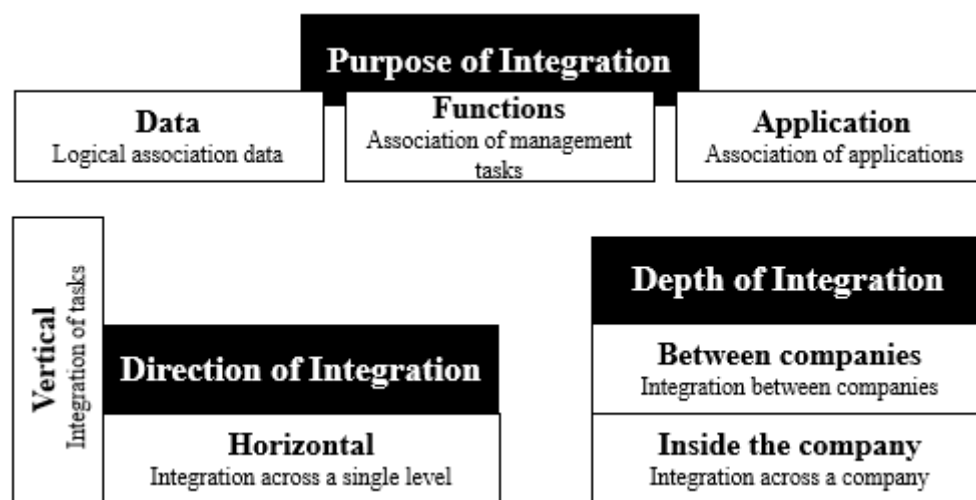 Purpose of Integration
Data
Logical association data
Functions
Association of management
tasks
Application
Association of applications
Vertical
Integration of tasks
Direction of Integration
Horizontal
Integration across a single level
Depth of Integration
Between companies
Integration between companies
Inside the company
Integration across a company